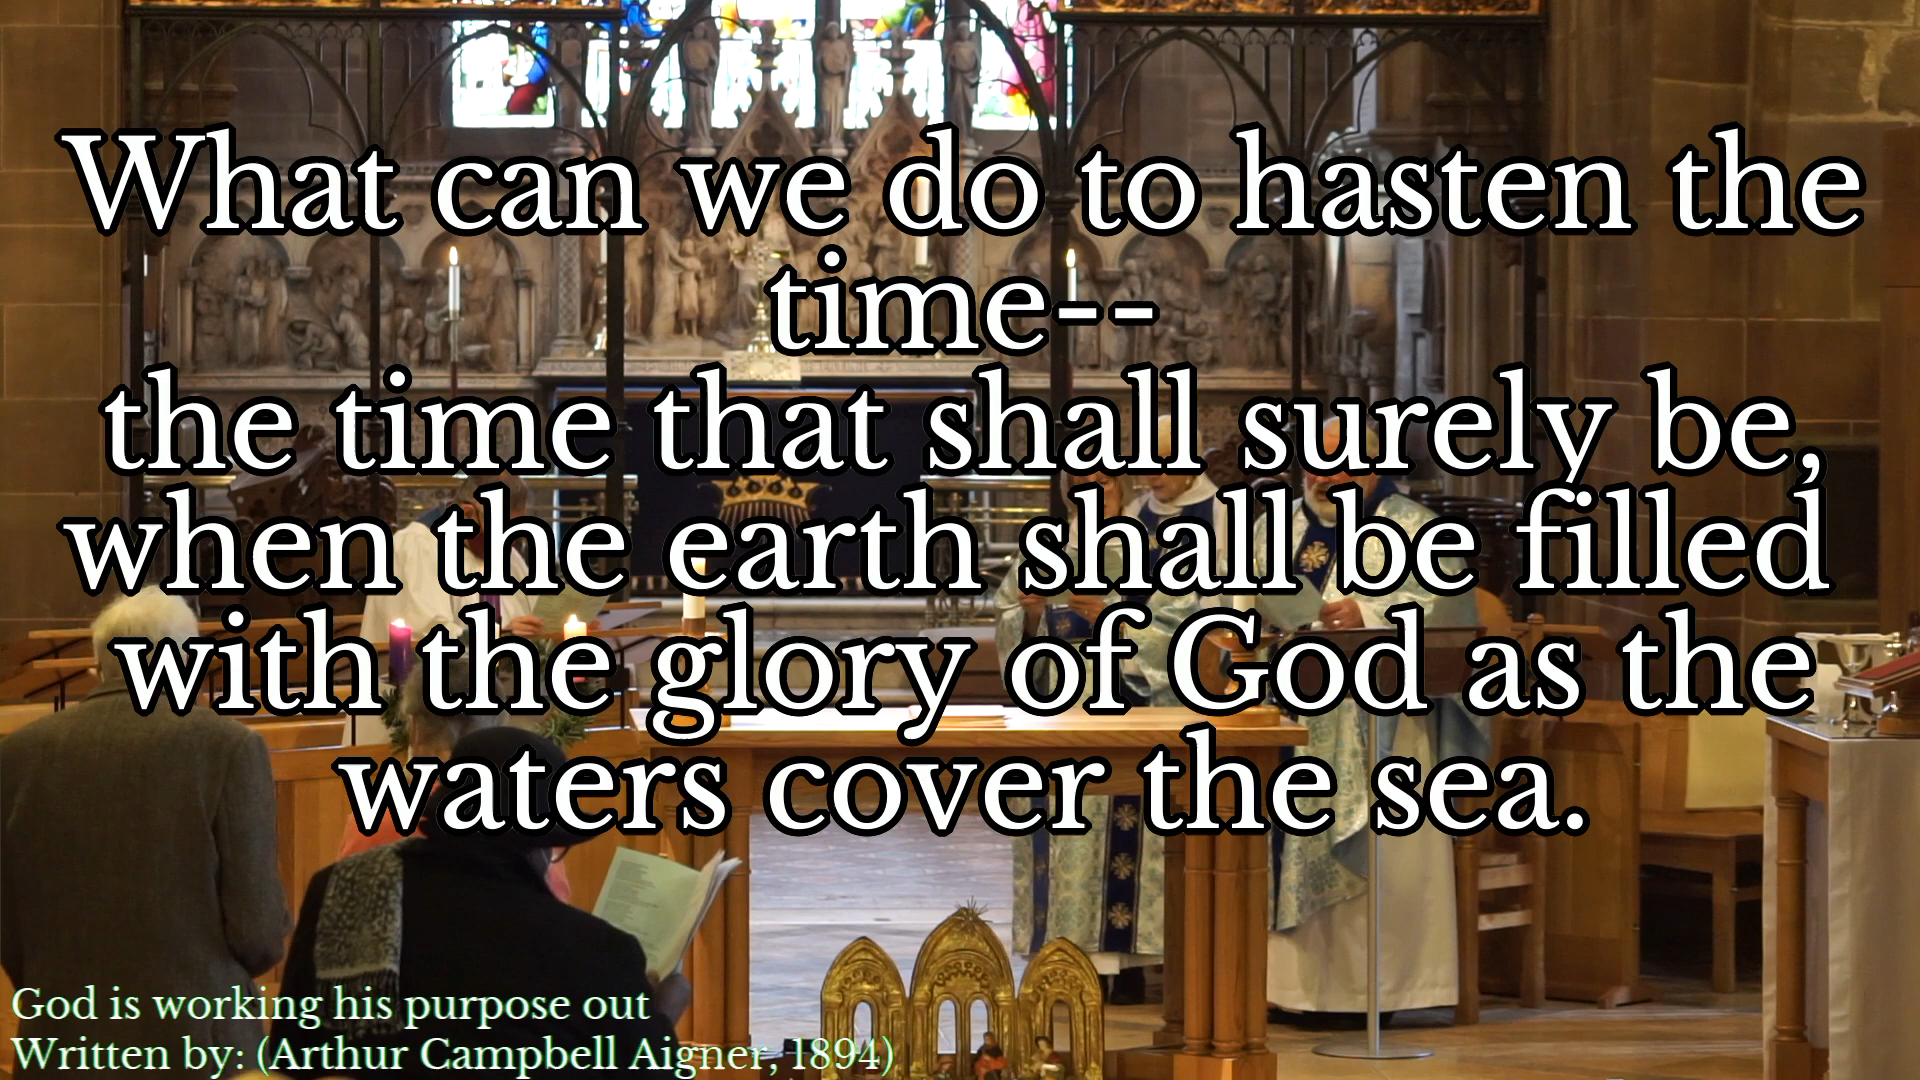 What can we do to hasten the
time--
the time that shall surely be,
when the earth shall be filled
with the glory of God as the
waters cover the sea.
God is working his purpose out
Written by: (Arthur Campbell Aigner, 1894)